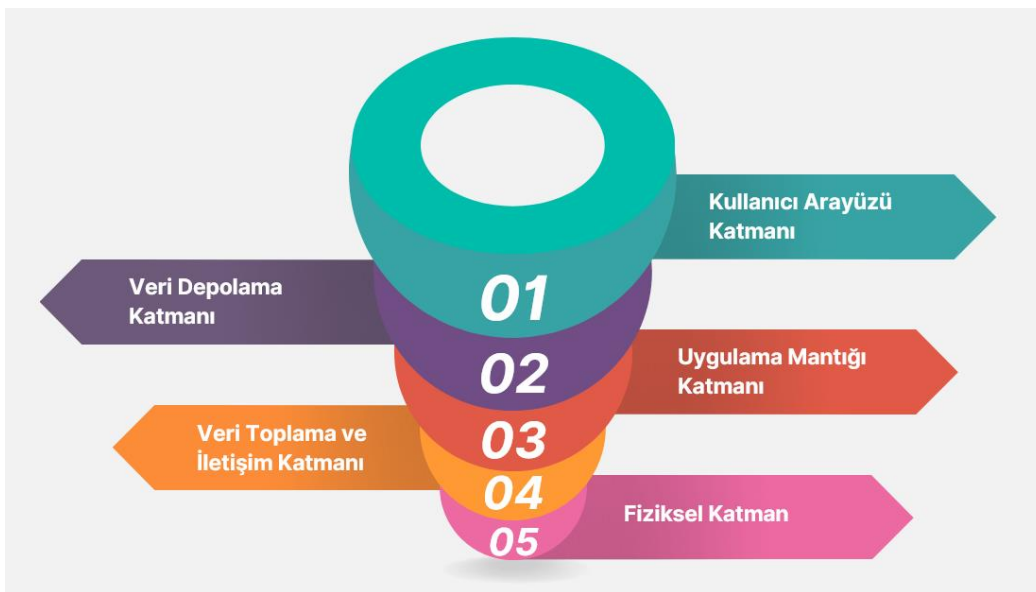 Kullanıcı Arayüzü
Katmanı
01
Veri Depolama
Katmanı
02
Uygulama Mantığı
Katmanı
03
Veri Toplama ve
İletişim Katmanı
04
Fiziksel Katman
05